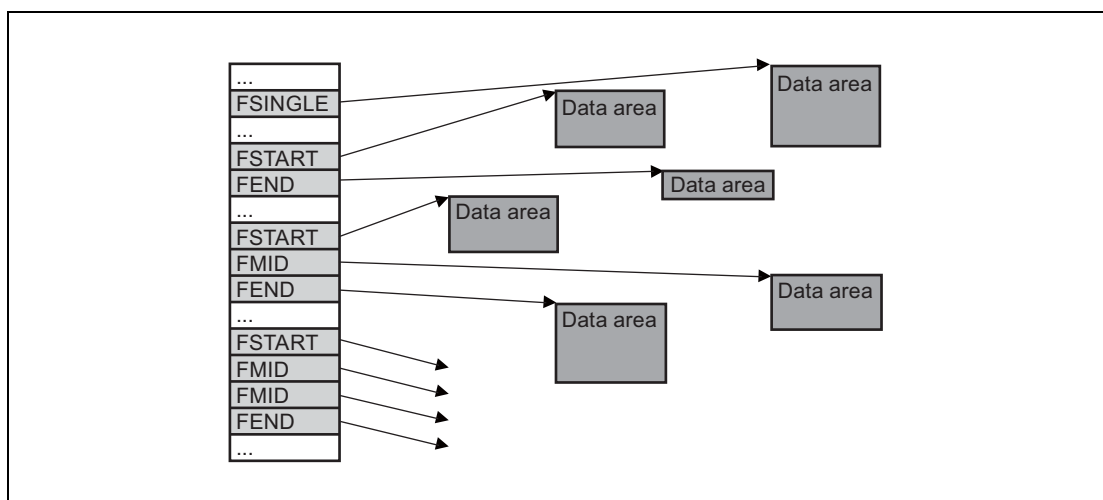 ...
FSINGLE
...
FSTART
FEND
...
FSTART
FMID
FEND
...
FSTART
FMID
FMID
FEND
...
Data area
Data area
Data area
Data area
Data area
Data area